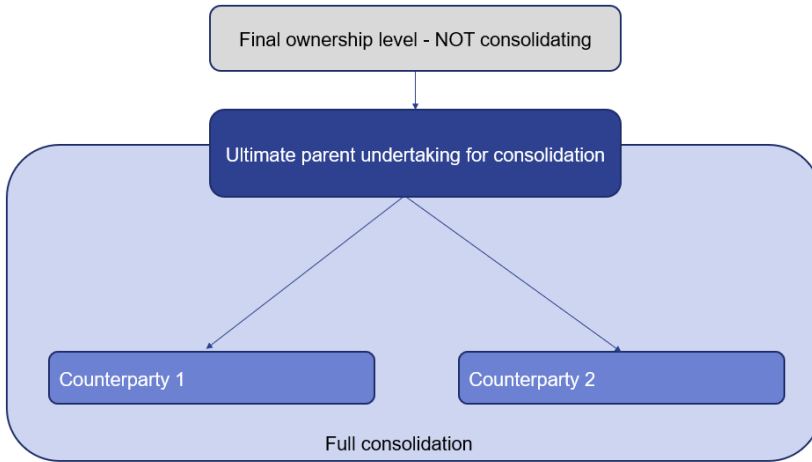 Final ownership level - NOT consolidating
Ultimate parent undertaking for consolidation
Counterparty 1
Counterparty 2
Full consolidation